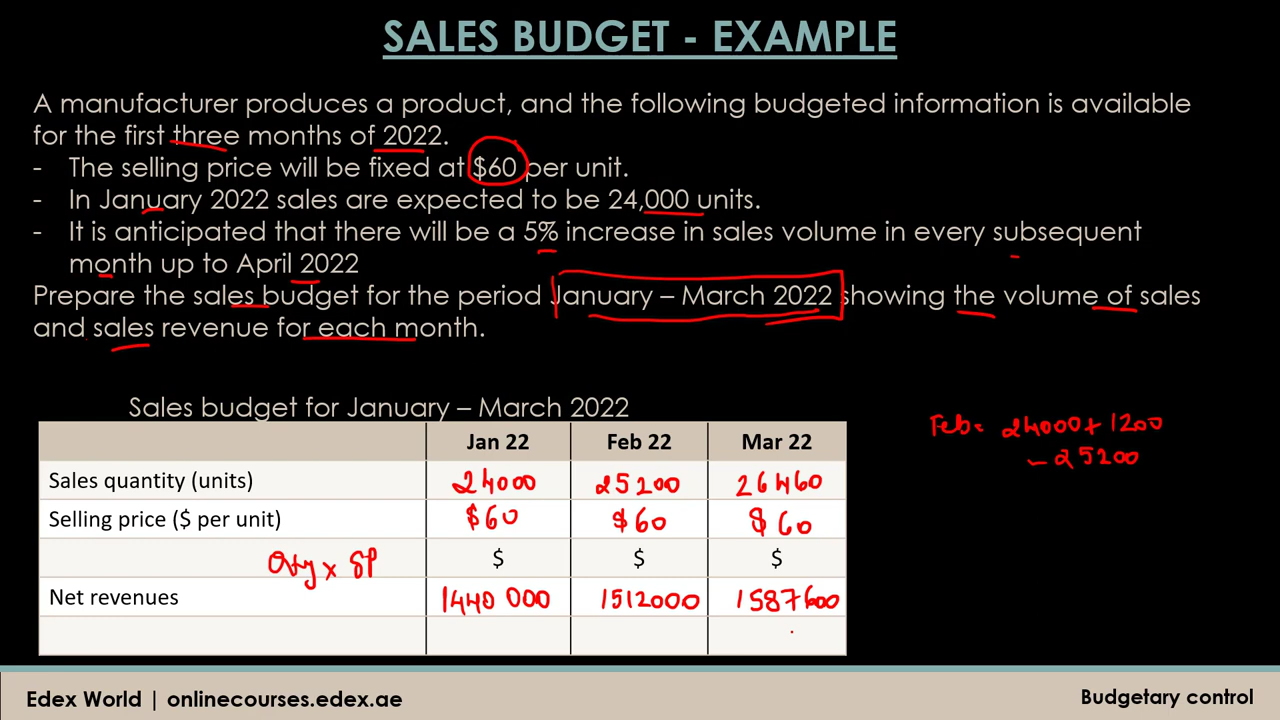 SALES BUDGET - EXAMPLE
A manufacturer produces a product, and the following budgeted information is available
for the first three months of 2022.
- The selling price will be fixed at $60 per unit.
- In January 2022 sales are expected to be 24,000 units.
- It is anticipated that there will be a 5% increase in sales volume in every subsequent
month up to April 2022
Prepare the sales budget for the period January – March 2022 showing the volume of sales
and sales revenue for each month.
Sales budget for January – March 2022
Feb= 24000+ 1200
- 25200
Jan 22 Feb 22 Mar 22
Sales quantity (units) 24000 25200 26460
Selling price ($ per unit) $60 $60 $60
Qty x SP $ $ $
Net revenues 1440 000 1512000 1587600
Edex World | onlinecourses.edex.ae
Budgetary control